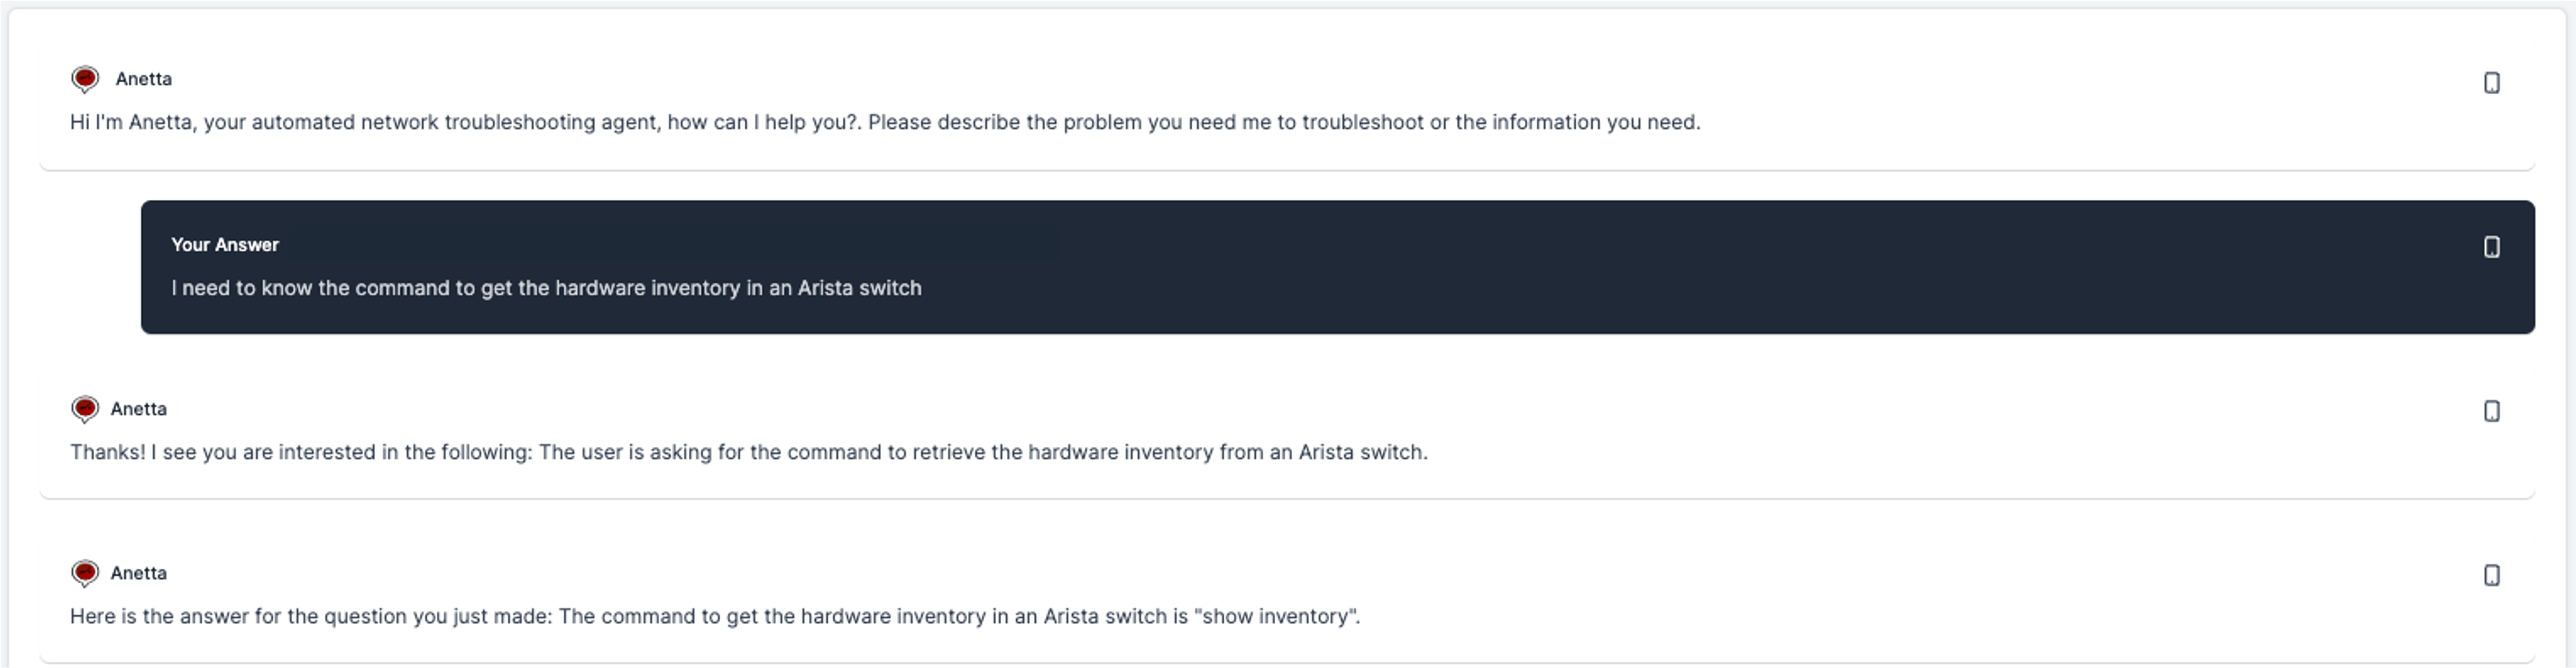 Anetta
Hi I'm Anetta, your automated network troubleshooting agent, how can I help you?. Please describe the problem you need me to troubleshoot or the information you need.
Your Answer
I need to know the command to get the hardware inventory in an Arista switch
Anetta
Thanks! I see you are interested in the following: The user is asking for the command to retrieve the hardware inventory from an Arista switch.
Anetta
Here is the answer for the question you just made: The command to get the hardware inventory in an Arista switch is "show inventory".